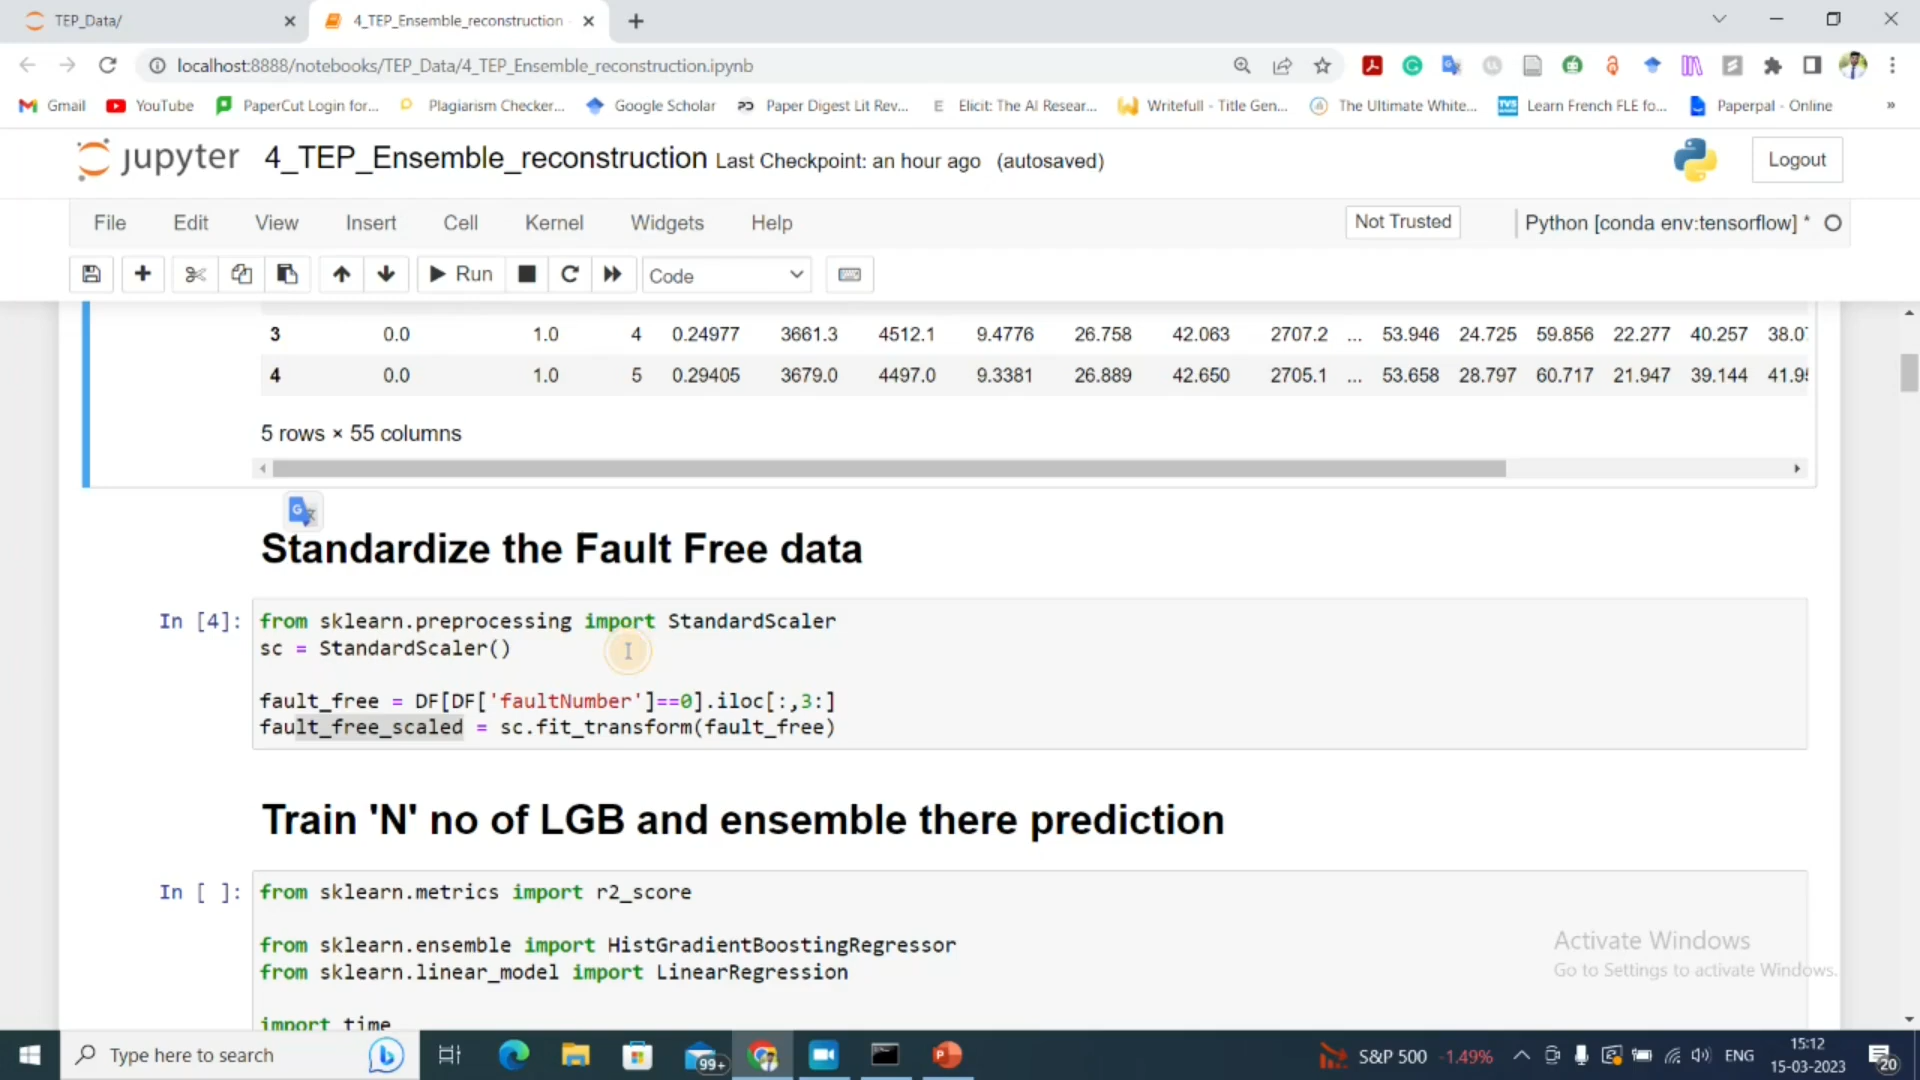 TEP_Data/
4_TEP_Ensemble_reconstruction
localhost:8888/notebooks/TEP_Data/4_TEP_Ensemble_reconstruction.ipynb
Gmail YouTube PaperCut Login for... Plagiarism Checker... Google Scholar Paper Digest Lit Rev... Elicit: The AI Resear... Writefull - Title Gen... The Ultimate White... Learn French FLE fo... Paperpal - Online »
jupyter 4_TEP_Ensemble_reconstruction Last Checkpoint: an hour ago (autosaved) Logout
File Edit View Insert Cell Kernel Widgets Help Not Trusted Python [conda env:tensorflow] *
Run Code
3 0.0 1.0 4 0.24977 3661.3 4512.1 9.4776 26.758 42.063 2707.2 ... 53.946 24.725 59.856 22.277 40.257 38.0
4 0.0 1.0 5 0.29405 3679.0 4497.0 9.3381 26.889 42.650 2705.1 ... 53.658 28.797 60.717 21.947 39.144 41.9
5 rows × 55 columns
Standardize the Fault Free data
In [4]: from sklearn.preprocessing import StandardScaler
sc = StandardScaler()
fault_free = DF[DF['faultNumber']==0].iloc[:,3:]
fault_free_scaled = sc.fit_transform(fault_free)
Train 'N' no of LGB and ensemble there prediction
In [ ]: from sklearn.metrics import r2_score
from sklearn.ensemble import HistGradientBoostingRegressor
from sklearn.linear_model import LinearRegression
import time
Activate Windows
Go to Settings to activate Windows.
Type here to search 99+ S&P 500 -1.49% ENG 15:12
15-03-2023 20